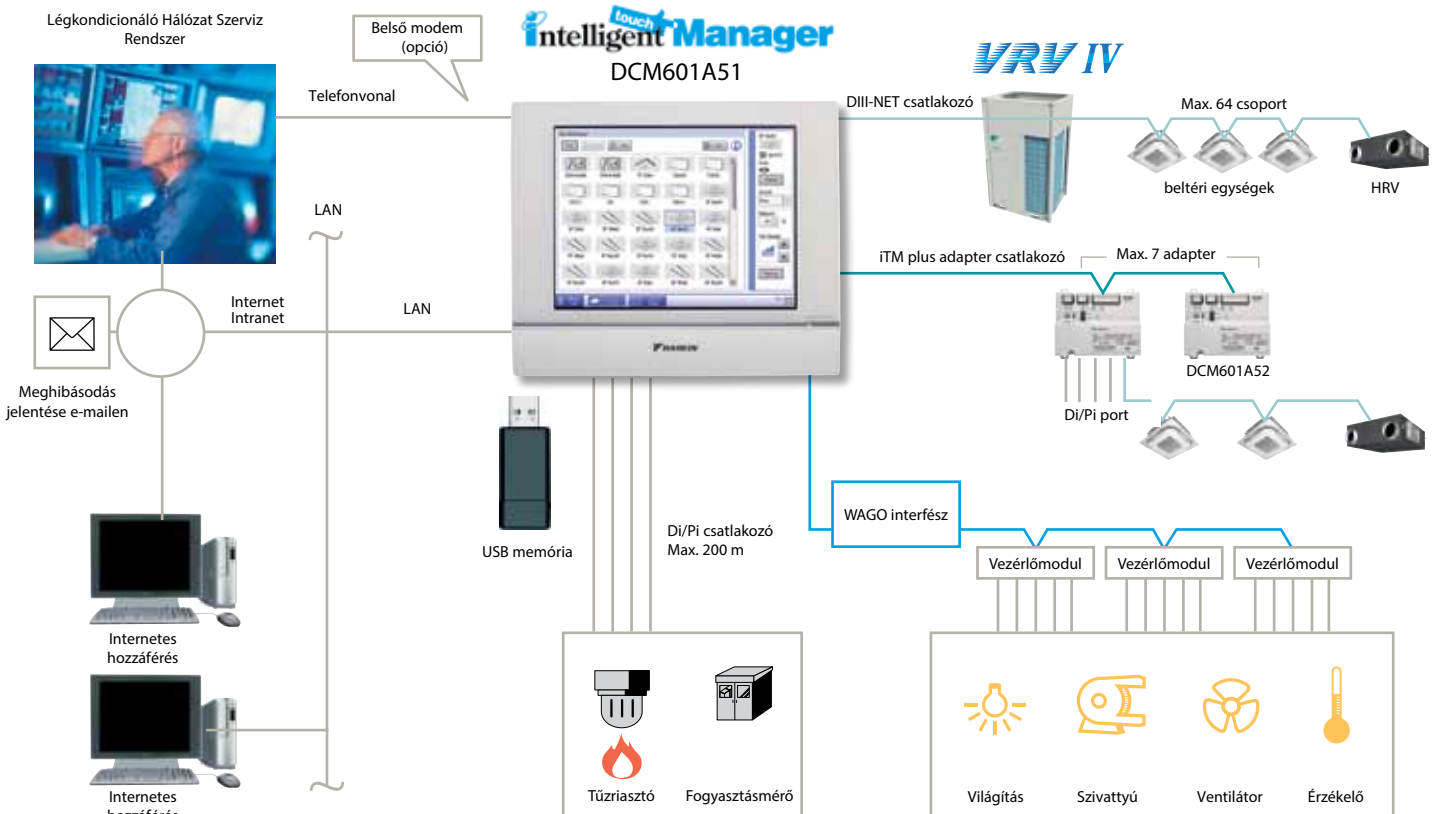 Légkondicionáló Hálózat Szerviz
Rendszer
Belső modem
(opció)
Telefonvonal
intelligent touch Manager
DCM601A51
VRV IV
DIII-NET csatlakozó
Max. 64 csoport
beltéri egységek
HRV
LAN
iTM plus adapter csatlakozó
Max. 7 adapter
Internet
Intranet
LAN
DAIKIN
DCM601A52
Di/Pi port
Meghibásodás
jelentése e-mailen
USB memória
Di/Pi csatlakozó
Max. 200 m
WAGO interfész
Vezérlőmodul
Vezérlőmodul
Vezérlőmodul
Internetes
hozzáférés
Internetes
hozzáférés
Tűzriasztó
Fogyasztásmérő
Világítás
Szivattyú
Ventilátor
Érzékelő